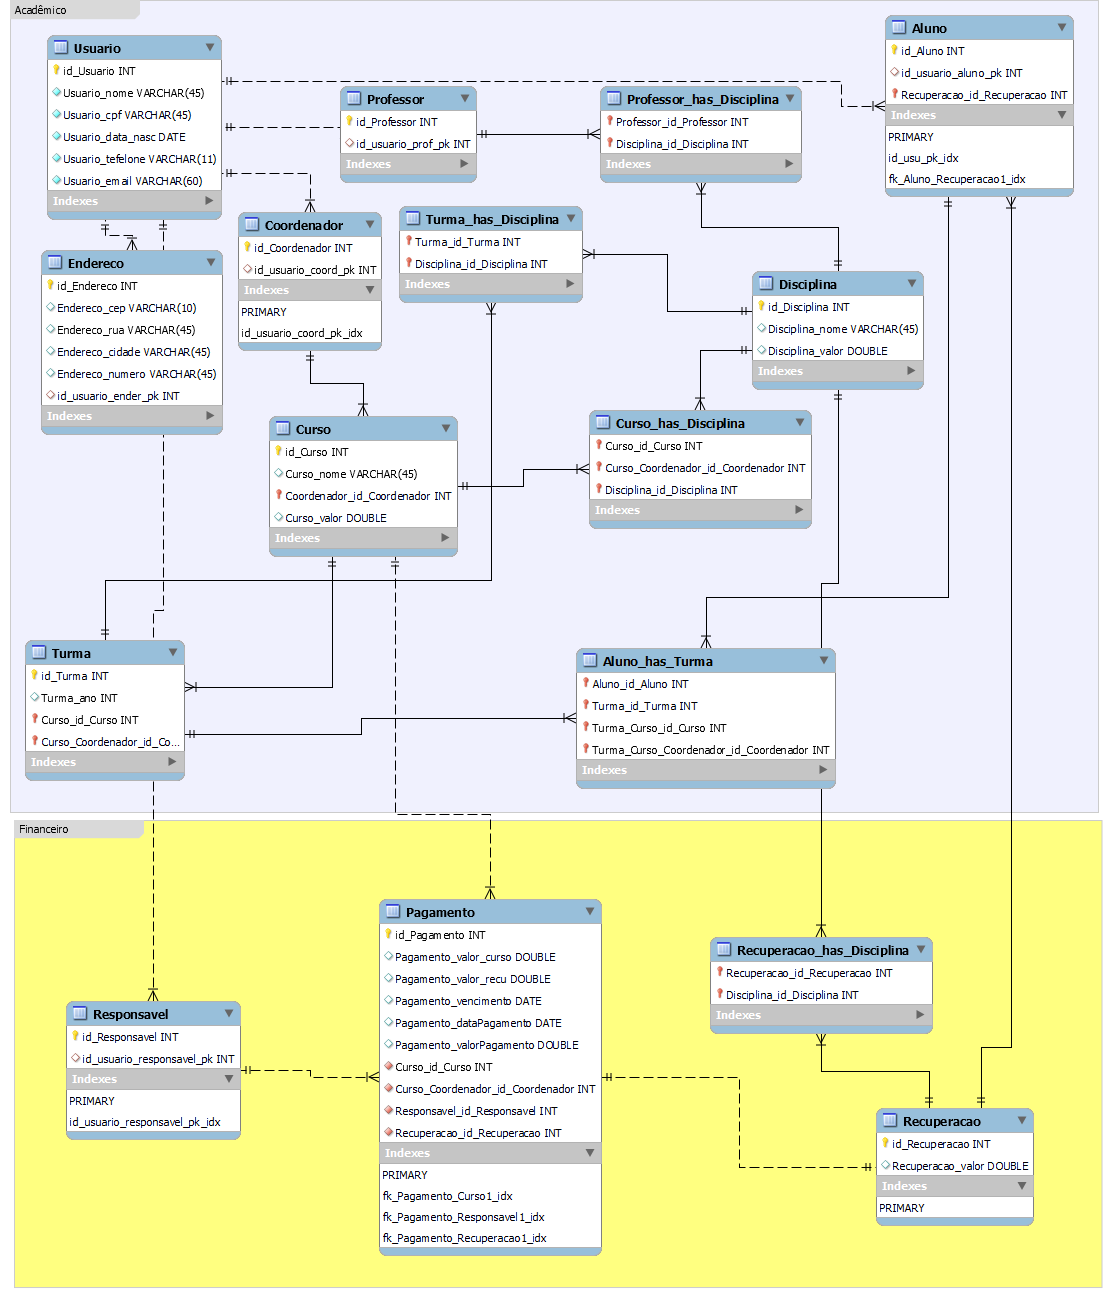 Acadêmico
Usuario
id_Usuario INT
Usuario_nome VARCHAR(45)
Usuario_cpf VARCHAR(45)
Usuario_data_nasc DATE
Usuario_tefelone VARCHAR(11)
Usuario_email VARCHAR(60)
Indexes
Professor
id_Professor INT
id_usuario_prof_pk INT
Indexes
Professor_has_Disciplina
Professor_id_Professor INT
Disciplina_id_Disciplina INT
Indexes
Aluno
id_Aluno INT
id_usuario_aluno_pk INT
Recuperacao_id_Recuperacao INT
Indexes
PRIMARY
id_usu_pk_idx
fk_Aluno_Recuperacao1_idx
Endereco
id_Endereco INT
Endereco_cep VARCHAR(10)
Endereco_rua VARCHAR(45)
Endereco_cidade VARCHAR(45)
Endereco_numero VARCHAR(45)
id_usuario_ender_pk INT
Indexes
Coordenador
id_Coordenador INT
id_usuario_coord_pk INT
Indexes
PRIMARY
id_usuario_coord_pk_idx
Turma_has_Disciplina
Turma_id_Turma INT
Disciplina_id_Disciplina INT
Indexes
Disciplina
id_Disciplina INT
Disciplina_nome VARCHAR(45)
Disciplina_valor DOUBLE
Indexes
Curso
id_Curso INT
Curso_nome VARCHAR(45)
Coordenador_id_Coordenador INT
Curso_valor DOUBLE
Indexes
Curso_has_Disciplina
Curso_id_Curso INT
Curso_Coordenador_id_Coordenador INT
Disciplina_id_Disciplina INT
Indexes
Turma
id_Turma INT
Turma_ano INT
Curso_id_Curso INT
Curso_Coordenador_id_Co...
Indexes
Aluno_has_Turma
Aluno_id_Aluno INT
Turma_id_Turma INT
Turma_Curso_id_Curso INT
Turma_Curso_Coordenador_id_Coordenador INT
Indexes
Financeiro
Responsavel
id_Responsavel INT
id_usuario_responsavel_pk INT
Indexes
PRIMARY
id_usuario_responsavel_pk_idx
Pagamento
id_Pagamento INT
Pagamento_valor_curso DOUBLE
Pagamento_valor_recu DOUBLE
Pagamento_vencimento DATE
Pagamento_dataPagamento DATE
Pagamento_valorPagamento DOUBLE
Curso_id_Curso INT
Curso_Coordenador_id_Coordenador INT
Responsavel_id_Responsavel INT
Recuperacao_id_Recuperacao INT
Indexes
PRIMARY
fk_Pagamento_Curso1_idx
fk_Pagamento_Responsavel1_idx
fk_Pagamento_Recuperacao1_idx
Recuperacao_has_Disciplina
Recuperacao_id_Recuperacao INT
Disciplina_id_Disciplina INT
Indexes
Recuperacao
id_Recuperacao INT
Recuperacao_valor DOUBLE
Indexes
PRIMARY